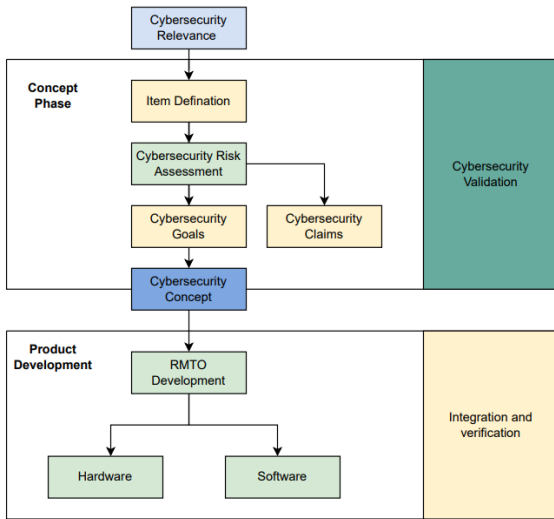 Cybersecurity
Relevance
Concept
Phase
Item Defination
Cybersecurity Risk
Assessment
Cybersecurity
Validation
Cybersecurity
Goals
Cybersecurity
Claims
Cybersecurity
Concept
Product
Development
RMTO
Development
Integration and
verification
Hardware
Software